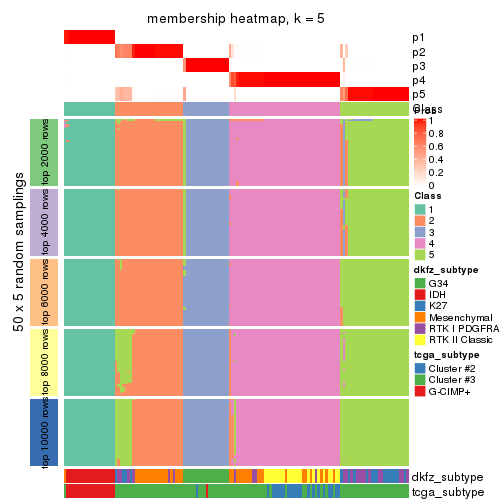 membership heatmap, k = 5
p1
p2
p3
p4
p5
Class
1
0.8
0.6
0.4
0.2
0
Class
1
2
3
4
5
dkfz_subtype
G34
IDH
K27
Mesenchymal
RTK I PDGFRA
RTK II Classic
tcga_subtype
Cluster #2
Cluster #3
G-CIMP+
50 x 5 random samplings
top 2000 rows
top 4000 rows
top 6000 rows
top 8000 rows
top 10000 rows
dkfz_subtype
tcga_subtype